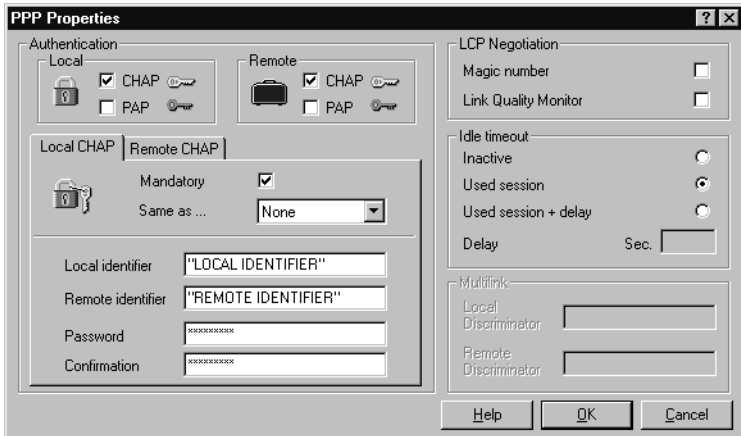 PPP Properties
Authentication
Local
CHAP
PAP
Remote
CHAP
PAP
Local CHAP
Remote CHAP
Mandatory
Same as ...
None
Local identifier
"LOCAL IDENTIFIER"
Remote identifier
"REMOTE IDENTIFIER"
Password
*********
Confirmation
*********
LCP Negotiation
Magic number
Link Quality Monitor
Idle timeout
Inactive
Used session
Used session + delay
Delay
Sec.
Multilink
Local
Discriminator
Remote
Discriminator
Help
OK
Cancel